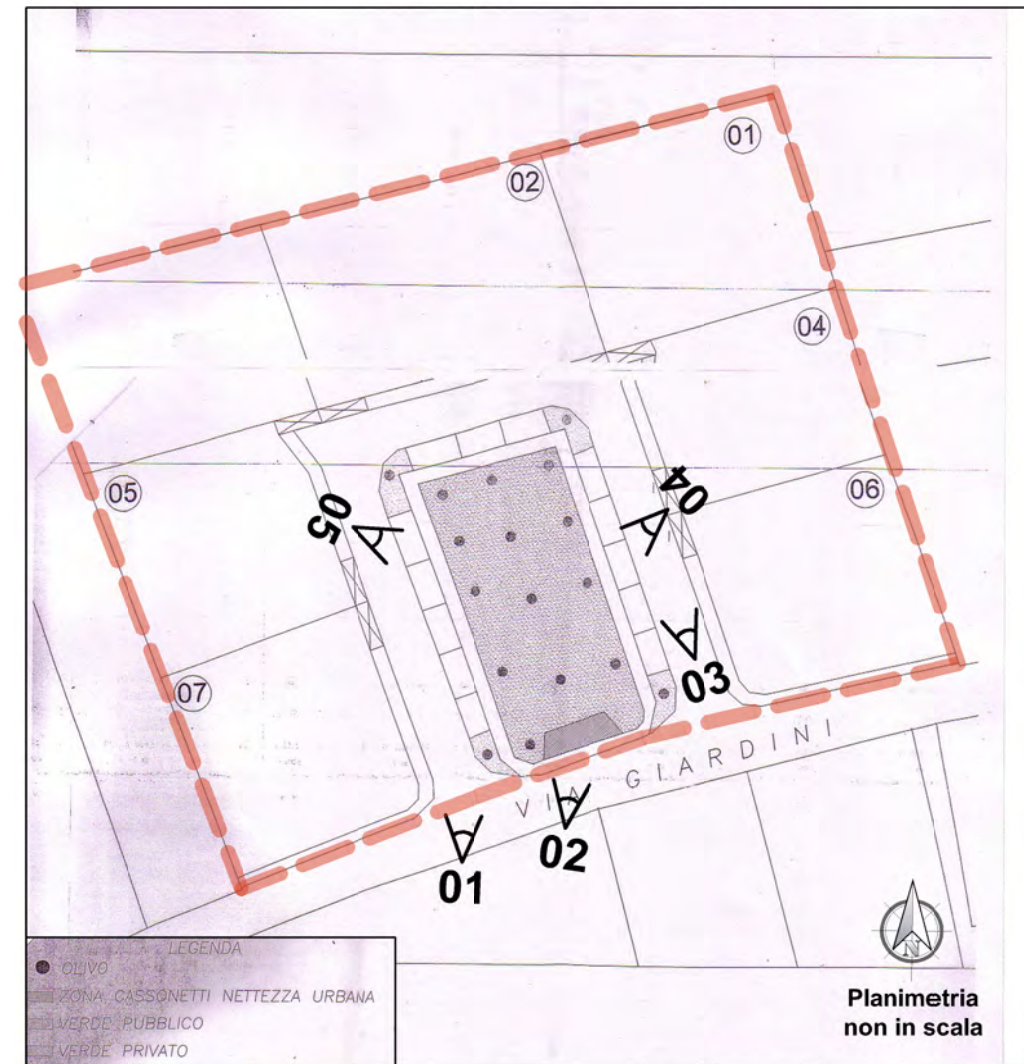 01
02
04
05
06
07
05
04
03
VIA GIARDINI
01
02
LEGENDA
OLIVO
ZONA CASSONETTI NETTEZZA URBANA
VERDE PUBBLICO
VERDE PRIVATO
N
Planimetria
non in scala